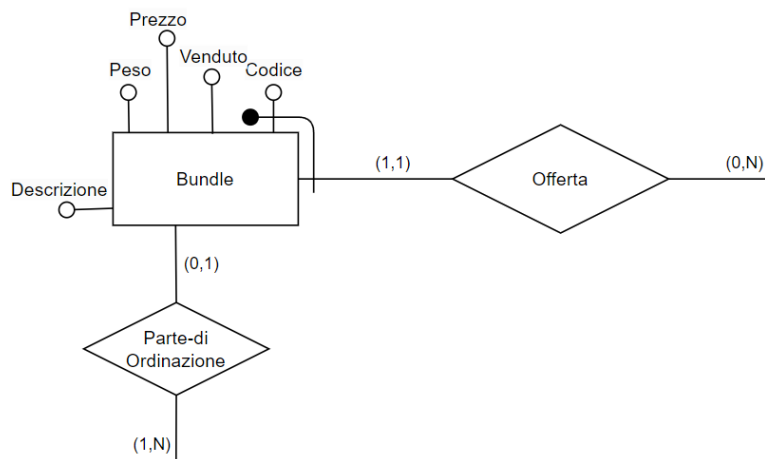 Prezzo
Venduto
Peso
Codice
(1,1)
(0,N)
Bundle
Offerta
Descrizione
(0,1)
Parte-di
Ordinazione
(1,N)